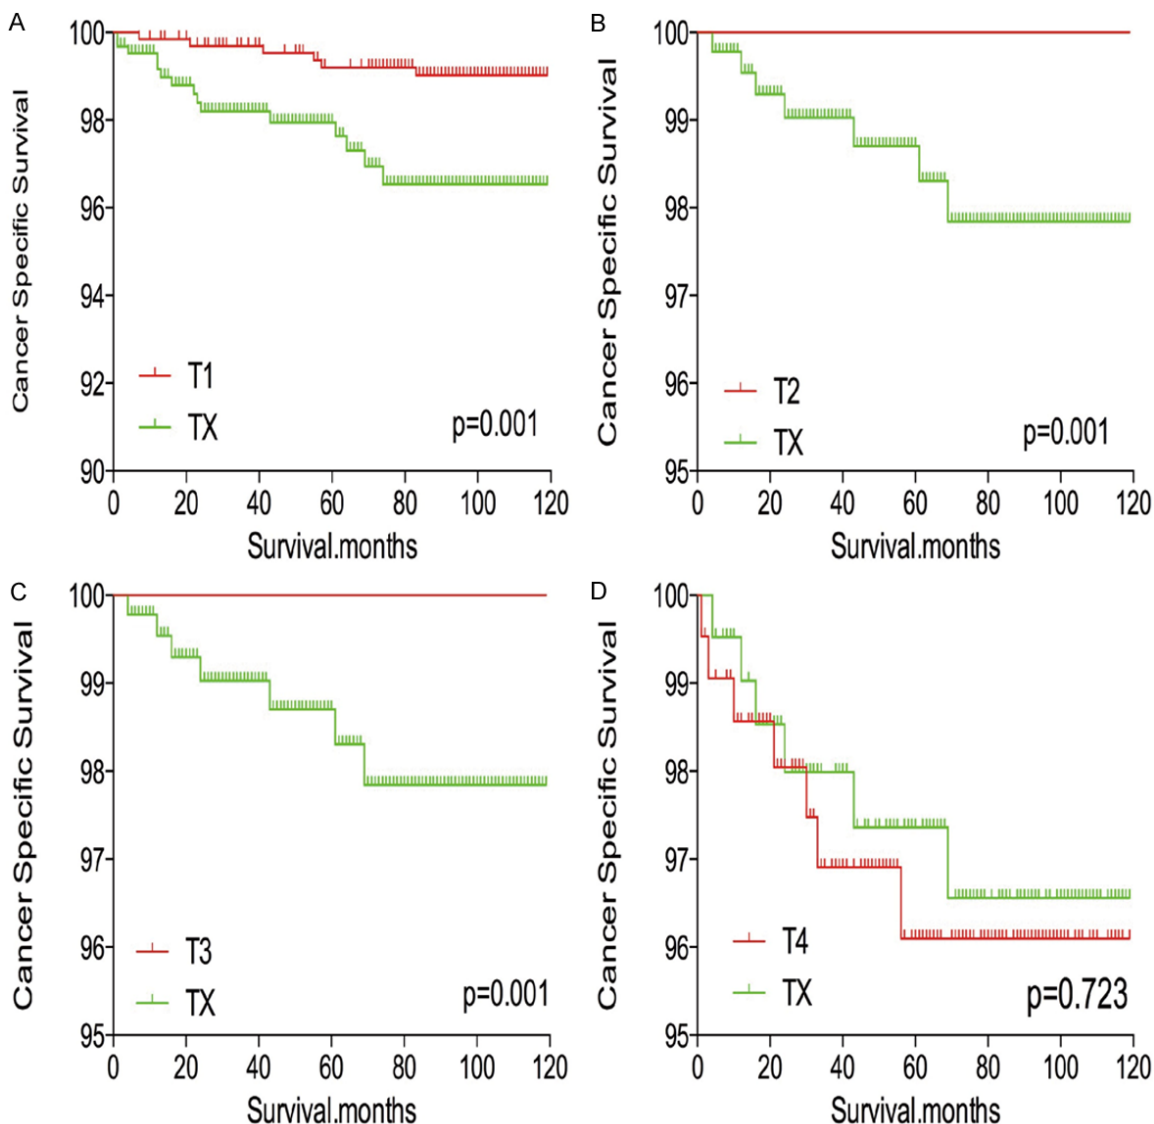 A
Cancer Specific Survival
100
98
96
94
92
90
T1
TX
p=0.001
0 20 40 60 80 100 120
Survival.months
B
Cancer Specific Survival
100
99
98
97
96
95
T2
TX
p=0.001
0 20 40 60 80 100 120
Survival.months
C
Cancer Specific Survival
100
99
98
97
96
95
T3
TX
p=0.001
0 20 40 60 80 100 120
Survival.months
D
Cancer Specific Survival
100
99
98
97
96
95
T4
TX
p=0.723
0 20 40 60 80 100 120
Survival.months